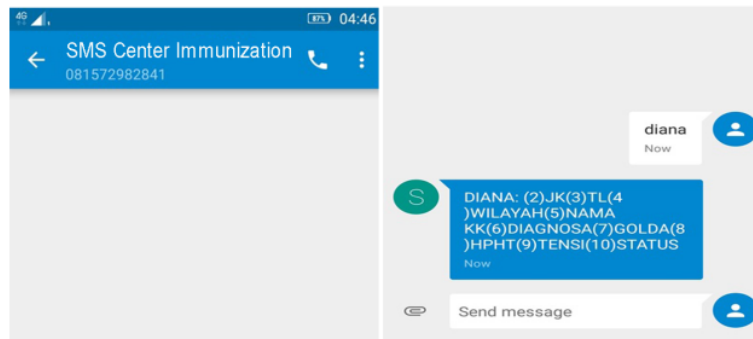 4G 87% 04:46
SMS Center Immunization
081572982841
diana
Now
S
DIANA: (2)JK(3)TL(4
)WILAYAH(5)NAMA
KK(6)DIAGNOSA(7)GOLDA(8
)HPHT(9)TENSI(10)STATUS
Now
Send message